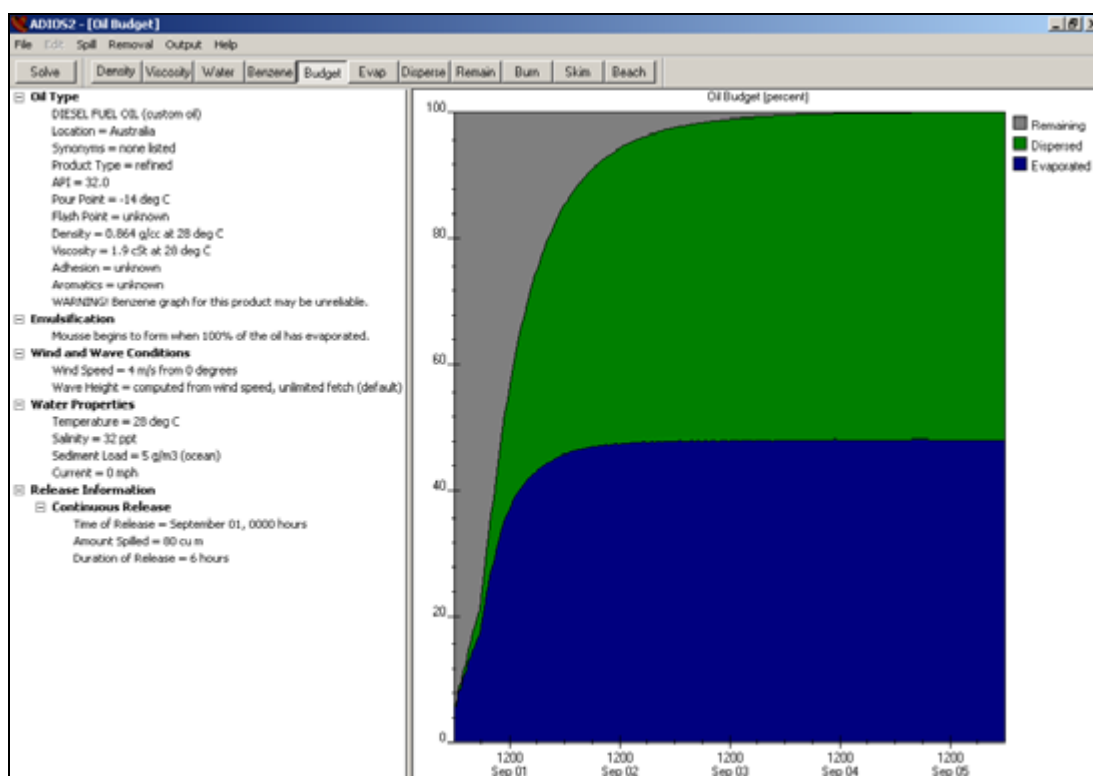 ADIOS2 - [Oil Budget]
File Edit Spill Removal Output Help
Solve Density Viscosity Water Benzene Budget Evap Disperse Remain Burn Skim Beach
Oil Type
DIESEL FUEL OIL (custom oil)
Location = Australia
Synonyms = none listed
Product Type = refined
API = 32.0
Pour Point = -14 deg C
Flash Point = unknown
Density = 0.864 g/cc at 28 deg C
Viscosity = 1.9 cSt at 28 deg C
Adhesion = unknown
Aromatics = unknown
WARNING! Benzene graph for this product may be unreliable.
Emulsification
Mousse begins to form when 100% of the oil has evaporated.
Wind and Wave Conditions
Wind Speed = 4 m/s from 0 degrees
Wave Height = computed from wind speed, unlimited fetch (default)
Water Properties
Temperature = 28 deg C
Salinity = 32 ppt
Sediment Load = 5 g/m3 (ocean)
Current = 0 mph
Release Information
Continuous Release
Time of Release = September 01, 0000 hours
Amount Spilled = 80 cu m
Duration of Release = 6 hours
Oil Budget (percent)
100
80
60
40
20
0
1200 1200 1200 1200 1200
Sep 01 Sep 02 Sep 03 Sep 04 Sep 05
Remaining
Dispersed
Evaporated